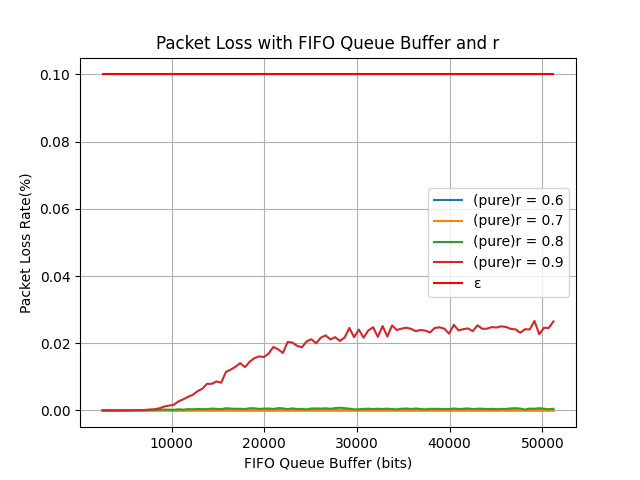 Packet Loss with FIFO Queue Buffer and r
Packet Loss Rate(%)
0.10
0.08
0.06
0.04
0.02
0.00
(pure)r = 0.6
(pure)r = 0.7
(pure)r = 0.8
(pure)r = 0.9
ε
10000 20000 30000 40000 50000
FIFO Queue Buffer (bits)